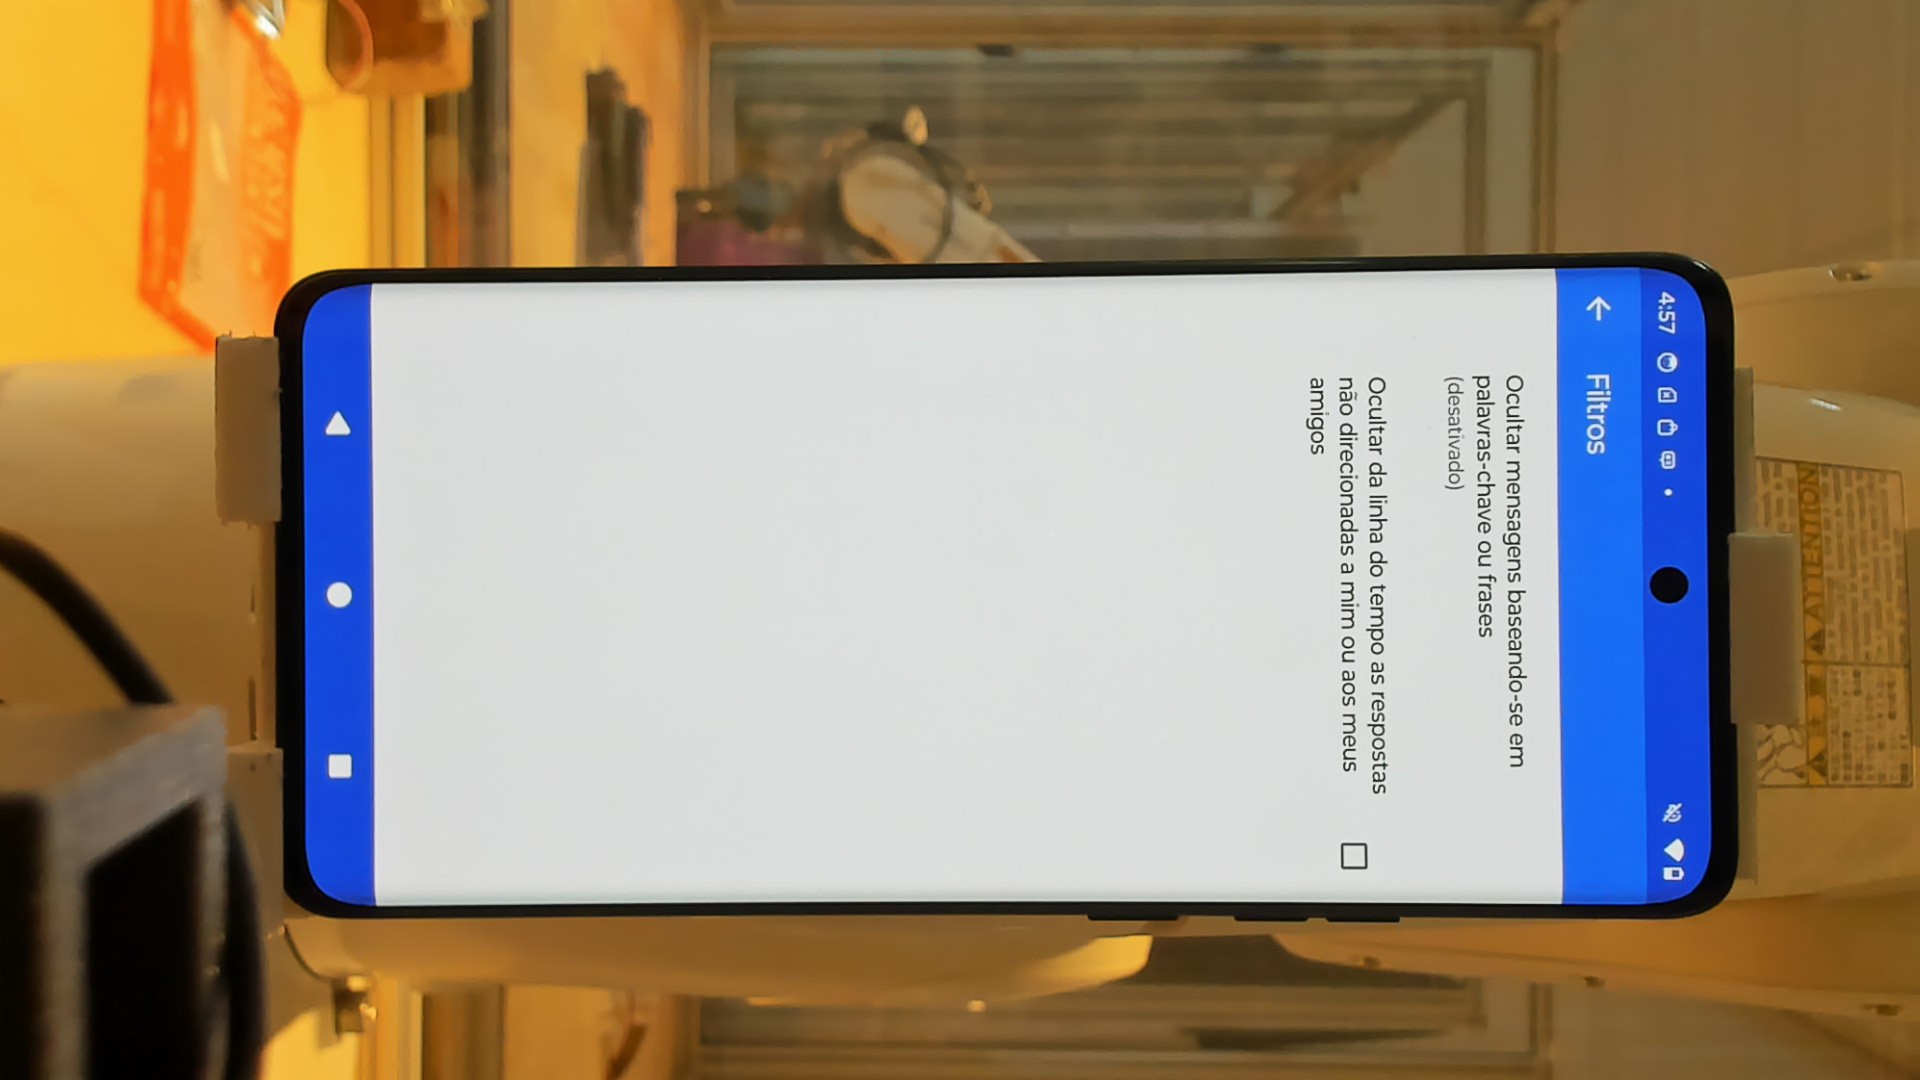 4:57
Filtros
Ocultar mensagens baseando-se em
palavras-chave ou frases
(desativado)
Ocultar da linha do tempo as respostas
não direcionadas a mim ou aos meus
amigos
ATTENTION